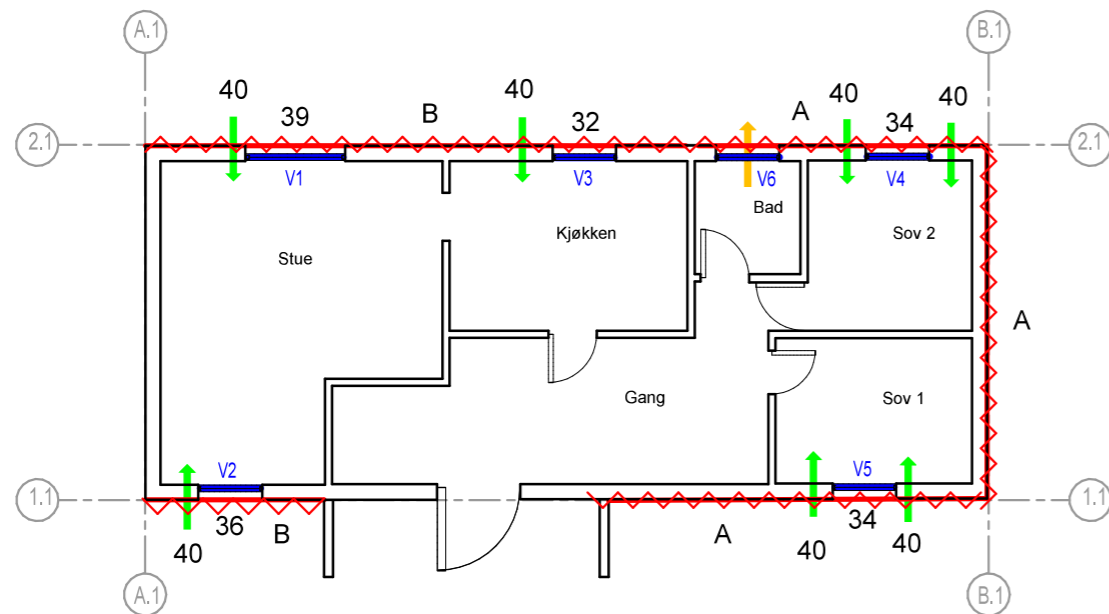 A.1 B.1
40 39 B 40 32 A 40 34 40
2.1 2.1
V1 V3 V6 V4
Bad
Stue Kjøkken Sov 2
A
Gang Sov 1
V2 V5
1.1 1.1
40 36 B A 40 34 40
A.1 B.1